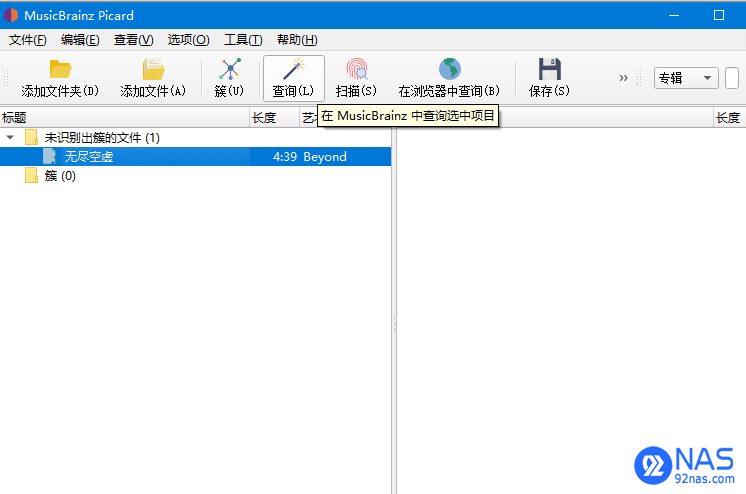 MusicBrainz Picard
文件(F) 编辑(E) 查看(V) 选项(O) 工具(T) 帮助(H)
添加文件夹(D) 添加文件(A) 簇(U) 查询(L) 扫描(S) 在浏览器中查询(B) 保存(S) » 专辑
在 MusicBrainz 中查询选中项目
标题 长度 长度
未识别出簇的文件 (1)
无尽空虚 4:39 Beyond
簇 (0)
NAS
92nas.com